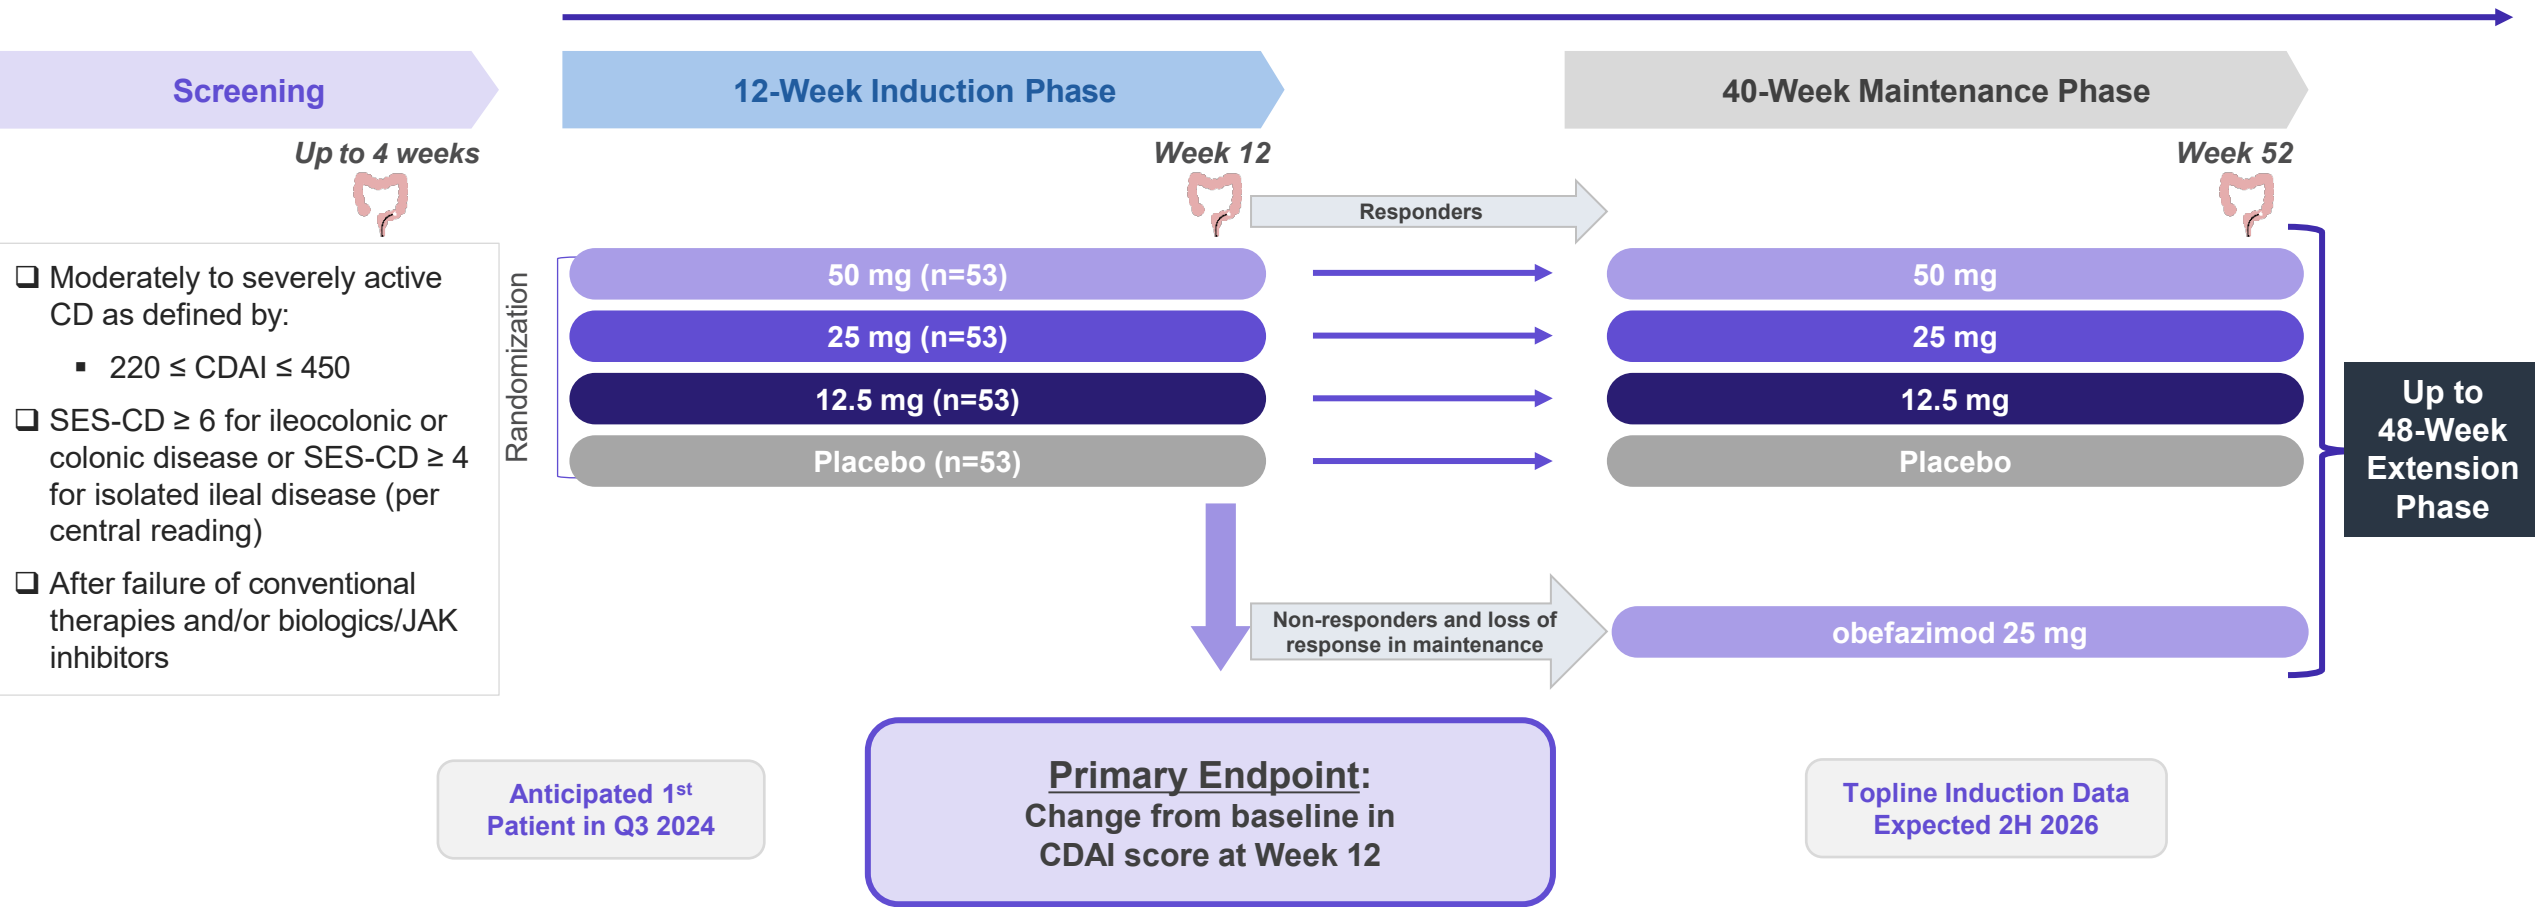 Screening
12-Week Induction Phase
40-Week Maintenance Phase
Up to 4 weeks
Week 12
Week 52
Responders
❑ Moderately to severely active
CD as defined by:
▪ 220 ≤ CDAI ≤ 450
❑ SES-CD ≥ 6 for ileocolonic or
colonic disease or SES-CD ≥ 4
for isolated ileal disease (per
central reading)
❑ After failure of conventional
therapies and/or biologics/JAK
inhibitors
Randomization
50 mg (n=53)
25 mg (n=53)
12.5 mg (n=53)
Placebo (n=53)
50 mg
25 mg
12.5 mg
Placebo
Non-responders and loss of
response in maintenance
obefazimod 25 mg
Up to
48-Week
Extension
Phase
Anticipated 1st
Patient in Q3 2024
Primary Endpoint:
Change from baseline in
CDAI score at Week 12
Topline Induction Data
Expected 2H 2026